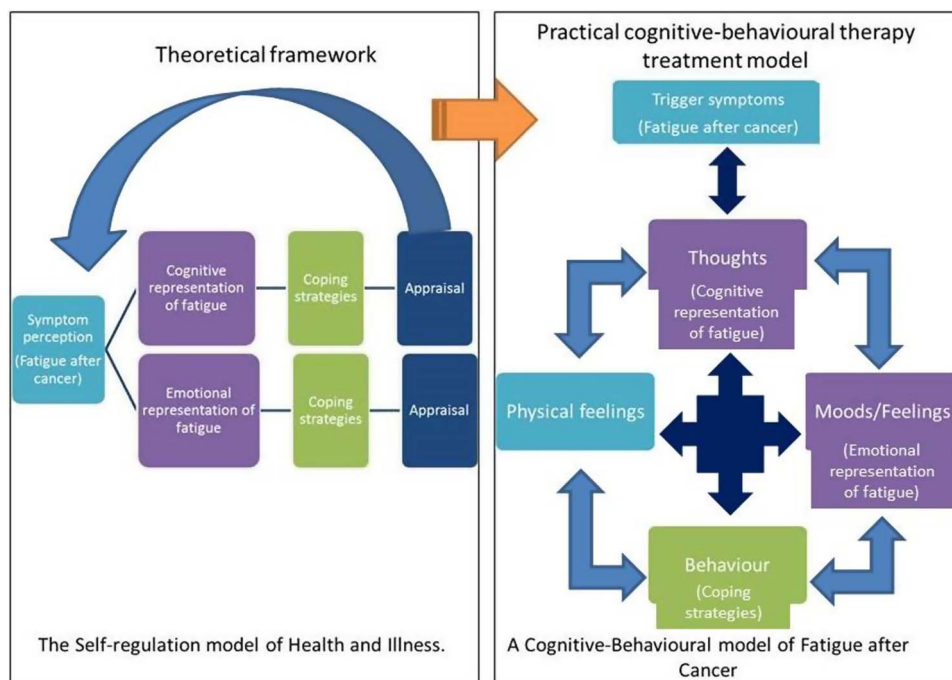 Theoretical framework
Cognitive
representation
of fatigue
Coping
strategies
Appraisal
Symptom
perception
(Fatigue after
cancer)
Emotional
representation of
fatigue
Coping
strategies
Appraisal
The Self-regulation model of Health and Illness.
Practical cognitive-behavioural therapy
treatment model
Trigger symptoms
(Fatigue after cancer)
Thoughts
(Cognitive
representation
of fatigue)
Physical feelings
Moods/Feelings
(Emotional
representation
of fatigue)
Behaviour
(Coping
strategies)
A Cognitive-Behavioural model of Fatigue after
Cancer